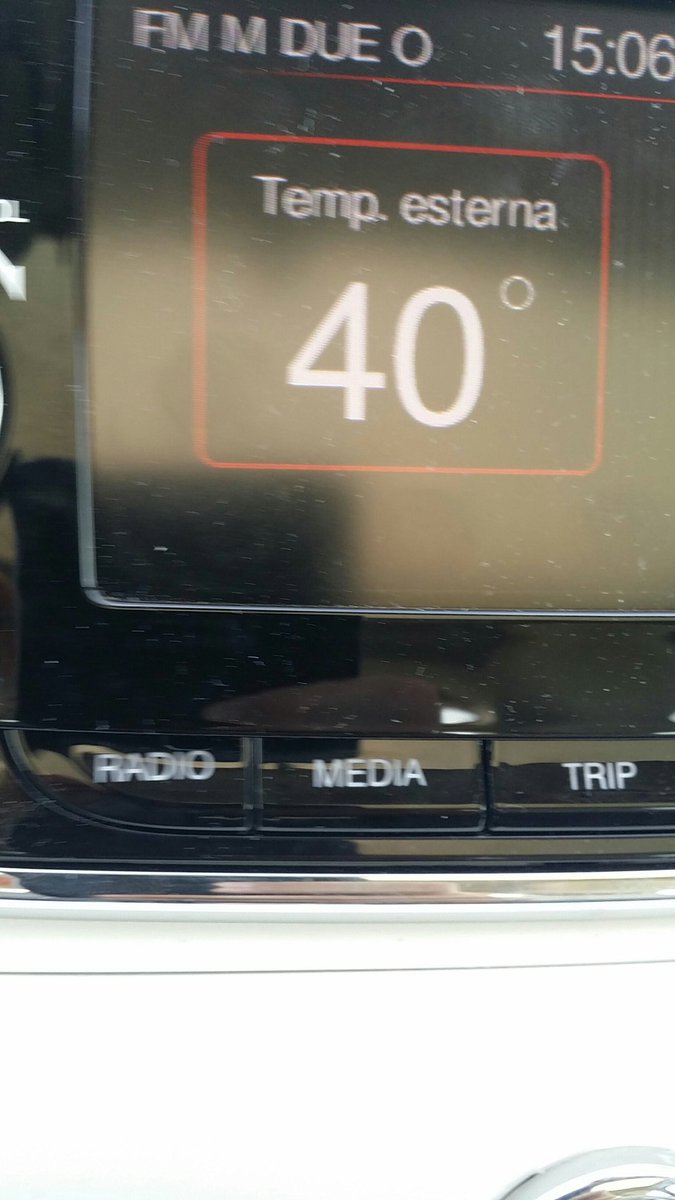 FM M DUE O 15:06
Temp. esterna
40°
RADIO MEDIA TRIP